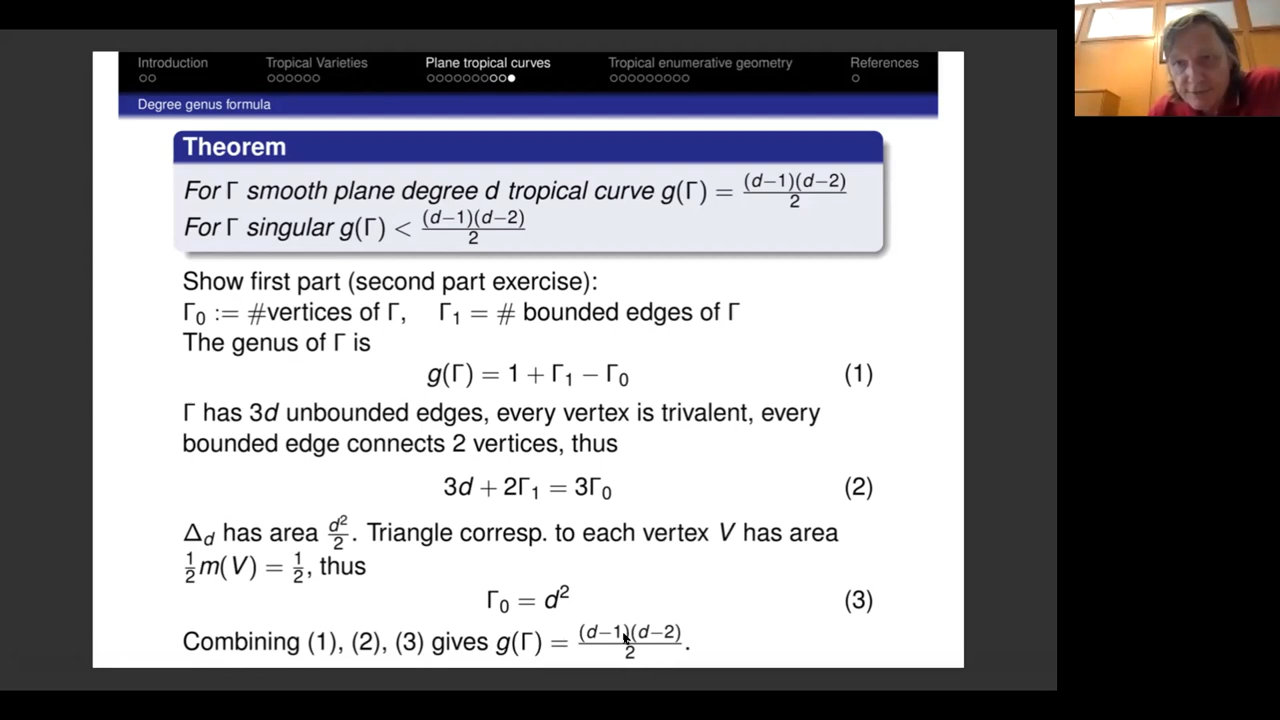 Introduction Tropical Varieties Plane tropical curves Tropical enumerative geometry References
Degree genus formula
Theorem
For Γ smooth plane degree d tropical curve g(Γ) = (d−1)(d−2)/2
For Γ singular g(Γ) < (d−1)(d−2)/2
Show first part (second part exercise):
Γ₀ := #vertices of Γ, Γ₁ = # bounded edges of Γ
The genus of Γ is
g(Γ) = 1 + Γ₁ − Γ₀ (1)
Γ has 3d unbounded edges, every vertex is trivalent, every
bounded edge connects 2 vertices, thus
3d + 2Γ₁ = 3Γ₀ (2)
Δ_d has area d²/2. Triangle corresp. to each vertex V has area
½m(V) = ½, thus
Γ₀ = d² (3)
Combining (1), (2), (3) gives g(Γ) = (d−1)(d−2)/2.